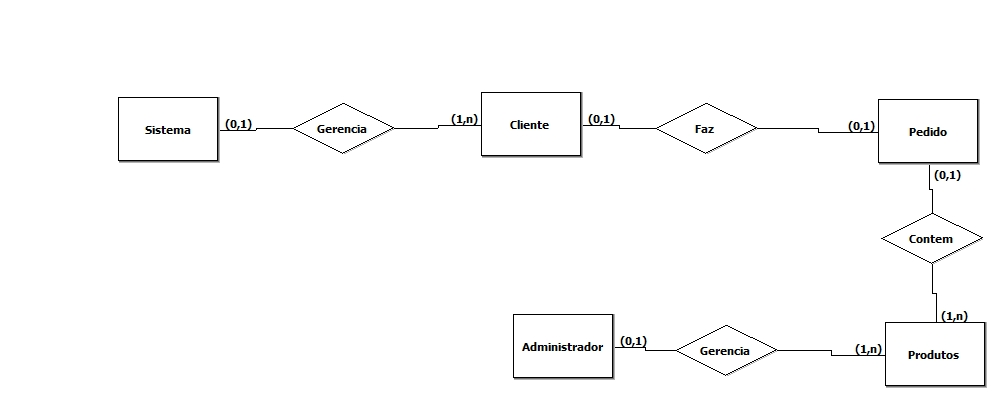 Sistema
(0,1)
Gerencia
(1,n)
Cliente
(0,1)
Faz
(0,1)
Pedido
(0,1)
Contem
(1,n)
Administrador
(0,1)
Gerencia
(1,n)
Produtos